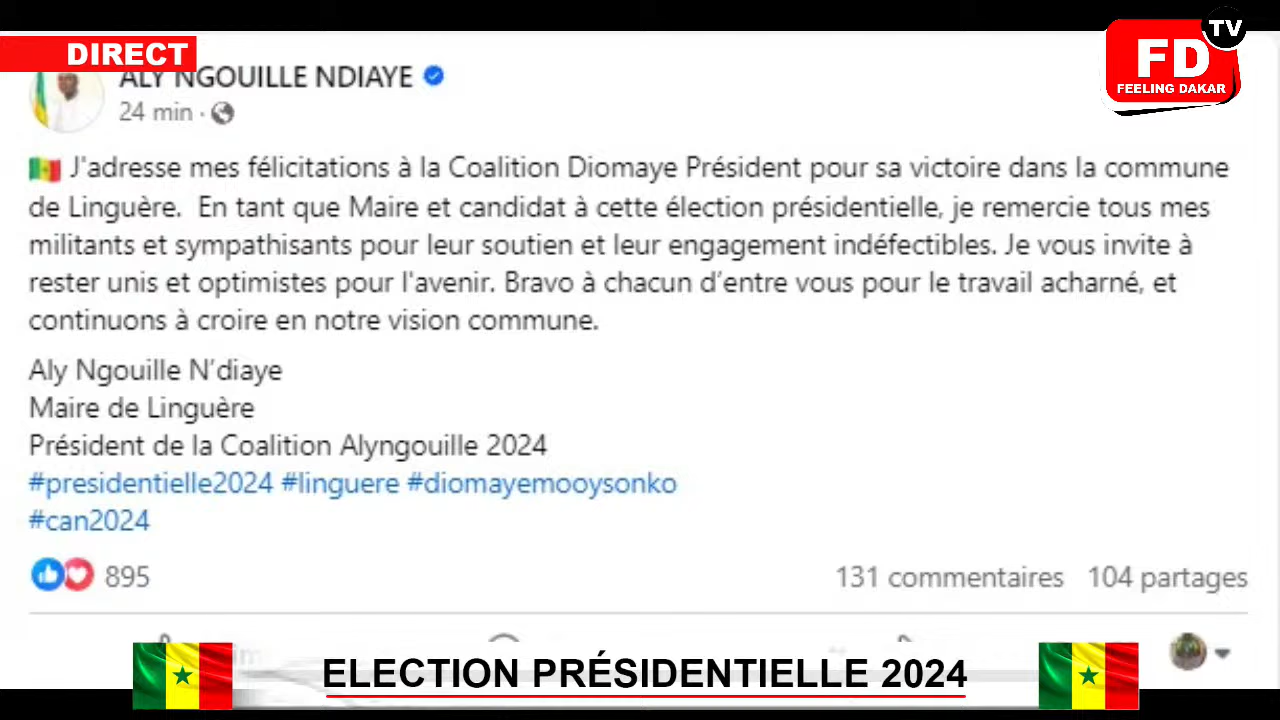 DIRECT
TV
FD
FEELING DAKAR
ALY NGOUILLE NDIAYE
24 min ·
J'adresse mes félicitations à la Coalition Diomaye Président pour sa victoire dans la commune
de Linguère. En tant que Maire et candidat à cette élection présidentielle, je remercie tous mes
militants et sympathisants pour leur soutien et leur engagement indéfectibles. Je vous invite à
rester unis et optimistes pour l'avenir. Bravo à chacun d’entre vous pour le travail acharné, et
continuons à croire en notre vision commune.
Aly Ngouille N’diaye
Maire de Linguère
Président de la Coalition Alyngouille 2024
#presidentielle2024 #linguere #diomayemooysonko
#can2024
895
131 commentaires 104 partages
ELECTION PRÉSIDENTIELLE 2024